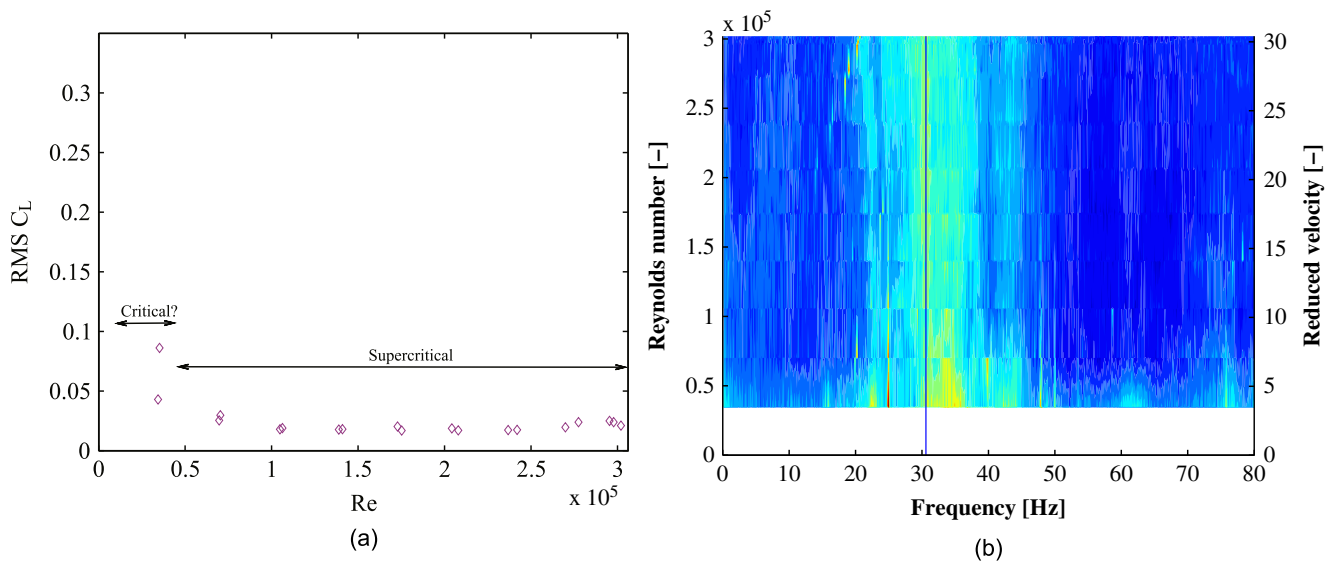 0.3
0.25
0.2
0.15
0.1
0.05
0
RMS C_L
Critical?
Supercritical
0 0.5 1 1.5 2 2.5 3
x 10^5
Re
(a)
x 10^5
3
2.5
2
1.5
1
0.5
0
Reynolds number [−]
30
25
20
15
10
5
0
Reduced velocity [−]
0 10 20 30 40 50 60 70 80
Frequency [Hz]
(b)